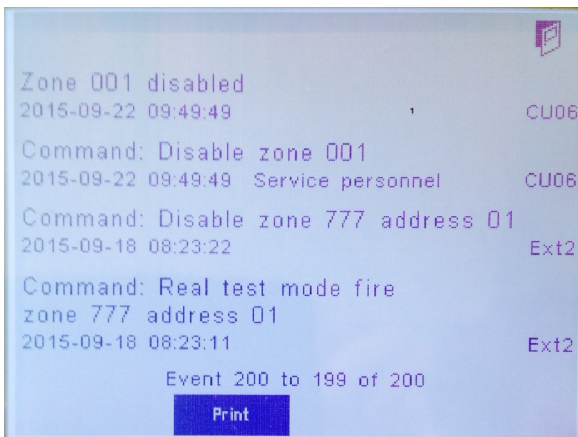 Zone 001 disabled
2015-09-22 09:49:49 CU06
Command: Disable zone 001
2015-09-22 09:49:49 Service personnel CU06
Command: Disable zone 777 address 01
2015-09-18 08:23:22 Ext2
Command: Real test mode fire
zone 777 address 01
2015-09-18 08:23:11 Ext2
Event 200 to 199 of 200
Print